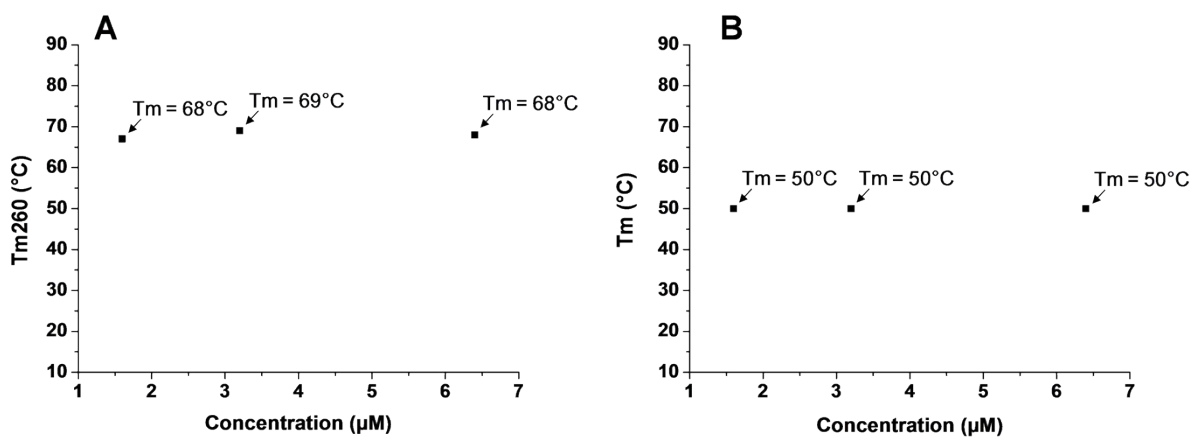 A
90
80
70
60
50
40
30
20
10
Tm260 (°C)
Tm = 68°C
Tm = 69°C
Tm = 68°C
1 2 3 4 5 6 7
Concentration (µM)
B
90
80
70
60
50
40
30
20
10
Tm (°C)
Tm = 50°C
Tm = 50°C
Tm = 50°C
1 2 3 4 5 6 7
Concentration (µM)